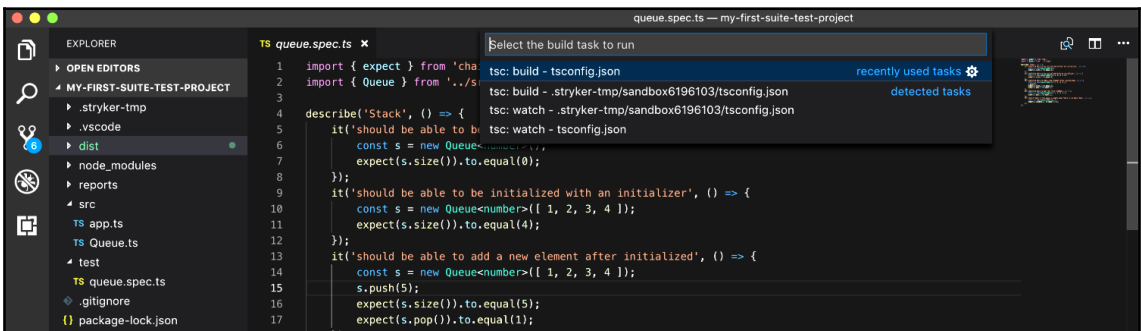 queue.spec.ts — my-first-suite-test-project
EXPLORER
OPEN EDITORS
MY-FIRST-SUITE-TEST-PROJECT
.stryker-tmp
.vscode
dist
node_modules
reports
src
TS app.ts
TS Queue.ts
test
TS queue.spec.ts
.gitignore
{} package-lock.json
6
TS queue.spec.ts ×
Select the build task to run
tsc: build - tsconfig.json recently used tasks
tsc: build - .stryker-tmp/sandbox6196103/tsconfig.json detected tasks
tsc: watch - .stryker-tmp/sandbox6196103/tsconfig.json
tsc: watch - tsconfig.json
1 import { expect } from 'cha
2 import { Queue } from '../s
3
4 describe('Stack', () => {
5 it('should be able to b
6 const s = new Queue<number>();
7 expect(s.size()).to.equal(0);
8 });
9 it('should be able to be initialized with an initializer', () => {
10 const s = new Queue<number>([ 1, 2, 3, 4 ]);
11 expect(s.size()).to.equal(4);
12 });
13 it('should be able to add a new element after initialized', () => {
14 const s = new Queue<number>([ 1, 2, 3, 4 ]);
15 s.push(5);
16 expect(s.size()).to.equal(5);
17 expect(s.pop()).to.equal(1);